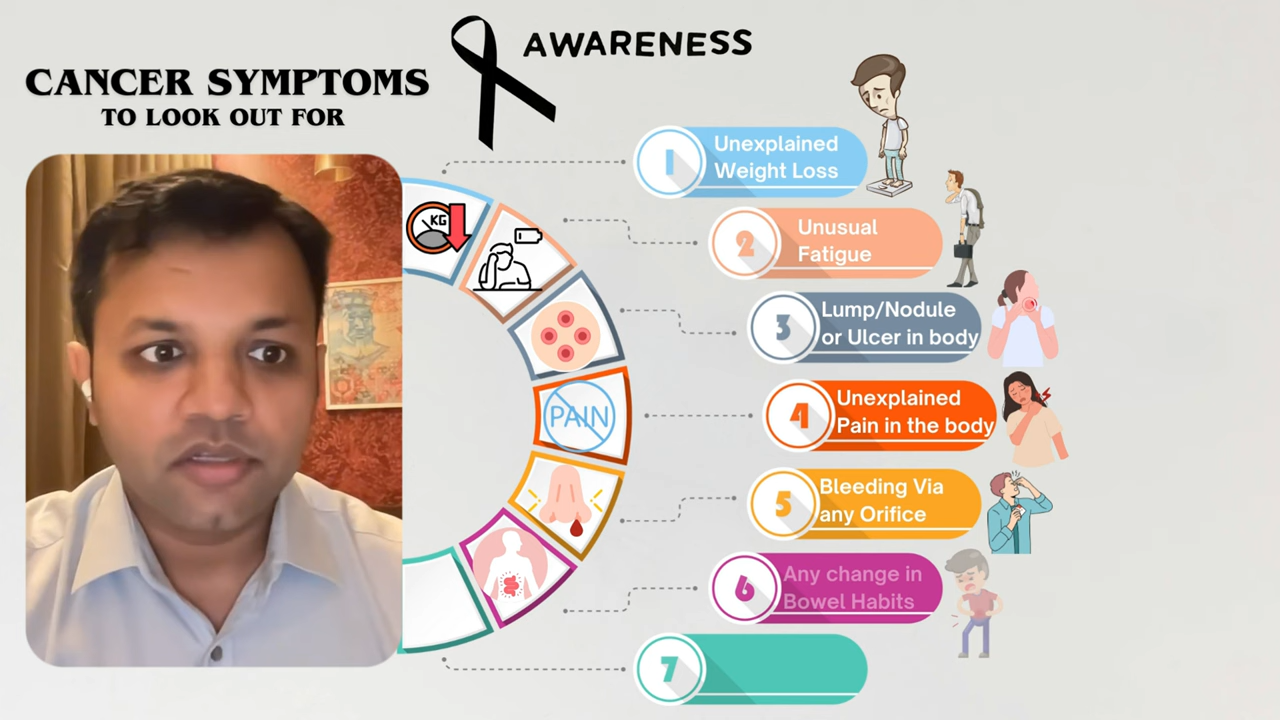 AWARENESS
CANCER SYMPTOMS
TO LOOK OUT FOR
1
Unexplained
Weight Loss
KG
2
Unusual
Fatigue
3
Lump/Nodule
or Ulcer in body
4
Unexplained
Pain in the body
PAIN
5
Bleeding Via
any Orifice
6
Any change in
Bowel Habits
7